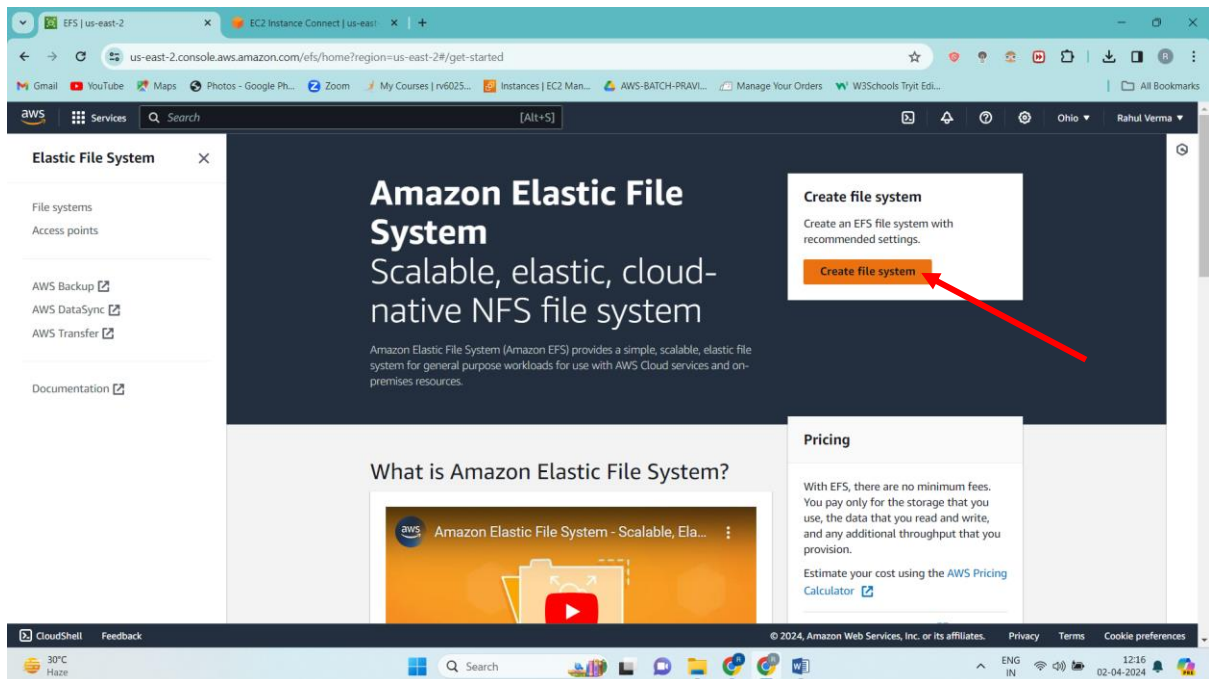 EFS | us-east-2
EC2 Instance Connect | us-east-
us-east-2.console.aws.amazon.com/efs/home?region=us-east-2#/get-started
Gmail
YouTube
Maps
Photos - Google Ph...
Zoom
My Courses | rv6025...
Instances | EC2 Man...
AWS-BATCH-PRAVI...
Manage Your Orders
W3Schools Tryit Edi...
All Bookmarks
aws
Services
Search
[Alt+S]
Ohio
Rahul Verma
Elastic File System
File systems
Access points
AWS Backup
AWS DataSync
AWS Transfer
Documentation
Amazon Elastic File
System
Scalable, elastic, cloud-
native NFS file system
Amazon Elastic File System (Amazon EFS) provides a simple, scalable, elastic file
system for general purpose workloads for use with AWS Cloud services and on-
premises resources.
Create file system
Create an EFS file system with
recommended settings.
Create file system
What is Amazon Elastic File System?
aws
Amazon Elastic File System - Scalable, Ela...
Pricing
With EFS, there are no minimum fees.
You pay only for the storage that you
use, the data that you read and write,
and any additional throughput that you
provision.
Estimate your cost using the AWS Pricing
Calculator
CloudShell
Feedback
© 2024, Amazon Web Services, Inc. or its affiliates.
Privacy
Terms
Cookie preferences
30°C
Haze
Search
ENG
IN
12:16
02-04-2024